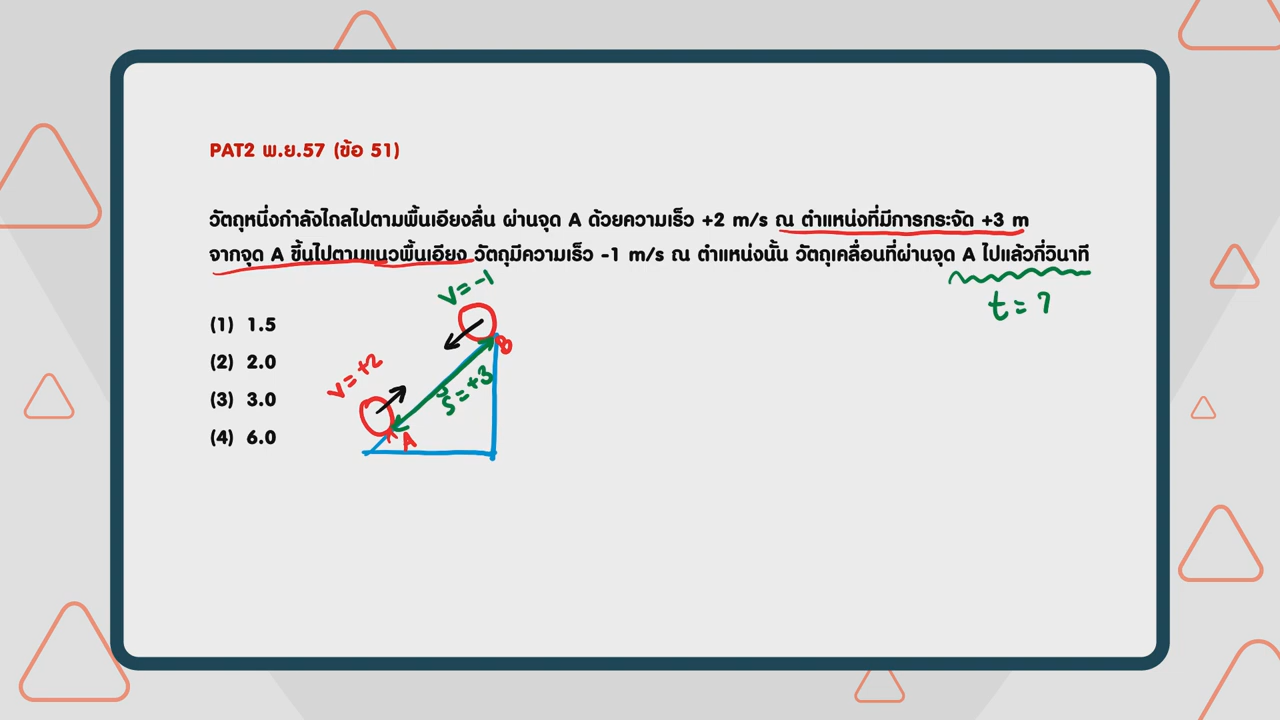 PAT2 พ.ย.57 (ข้อ 51)
วัตถุหนึ่งกำลังไถลไปตามพื้นเอียงลื่น ผ่านจุด A ด้วยความเร็ว +2 m/s ณ ตำแหน่งที่มีการกระจัด +3 m
จากจุด A ขึ้นไปตามแนวพื้นเอียง วัตถุมีความเร็ว -1 m/s ณ ตำแหน่งนั้น วัตถุเคลื่อนที่ผ่านจุด A ไปแล้วกี่วินาที
t = ?
(1) 1.5
(2) 2.0
(3) 3.0
(4) 6.0
v = -1
B
v = +2
s = +3
A